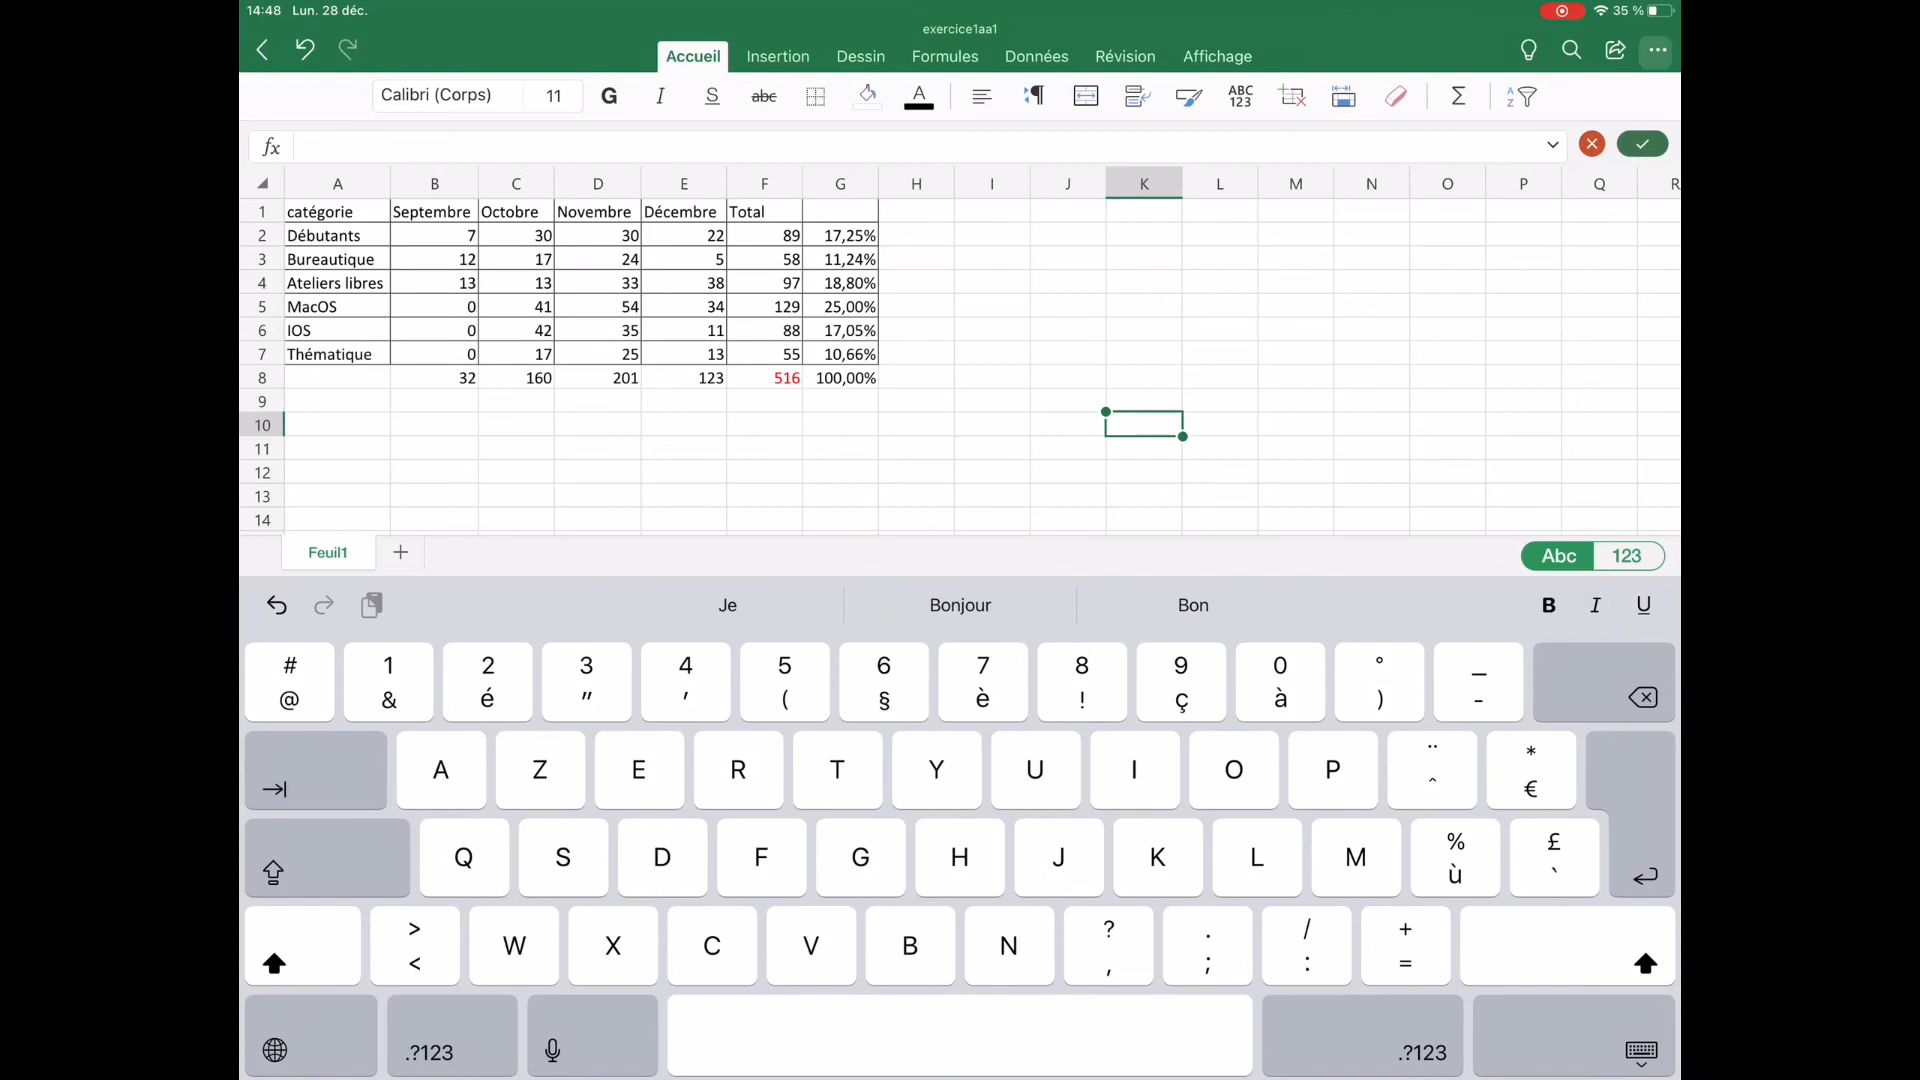 14:48 Lun. 28 déc. 35 %
exercice1aa1
Accueil Insertion Dessin Formules Données Révision Affichage
Calibri (Corps) 11 G I S abc A ABC 123 Σ A Z
fx
A B C D E F G H I J K L M N O P Q R
1 catégorie Septembre Octobre Novembre Décembre Total
2 Débutants 7 30 30 22 89 17,25%
3 Bureautique 12 17 24 5 58 11,24%
4 Ateliers libres 13 13 33 38 97 18,80%
5 MacOS 0 41 54 34 129 25,00%
6 IOS 0 42 35 11 88 17,05%
7 Thématique 0 17 25 13 55 10,66%
8 32 160 201 123 516 100,00%
9
10
11
12
13
14
Feuil1 + Abc 123
Je Bonjour Bon B I U
# 1 2 3 4 5 6 7 8 9 0 ° _
@ & é " ' ( § è ! ç à ) -
A Z E R T Y U I O P ¨ ^ * €
Q S D F G H J K L M % ù £ `
> < W X C V B N ? , . ; / : + =
.?123 .?123